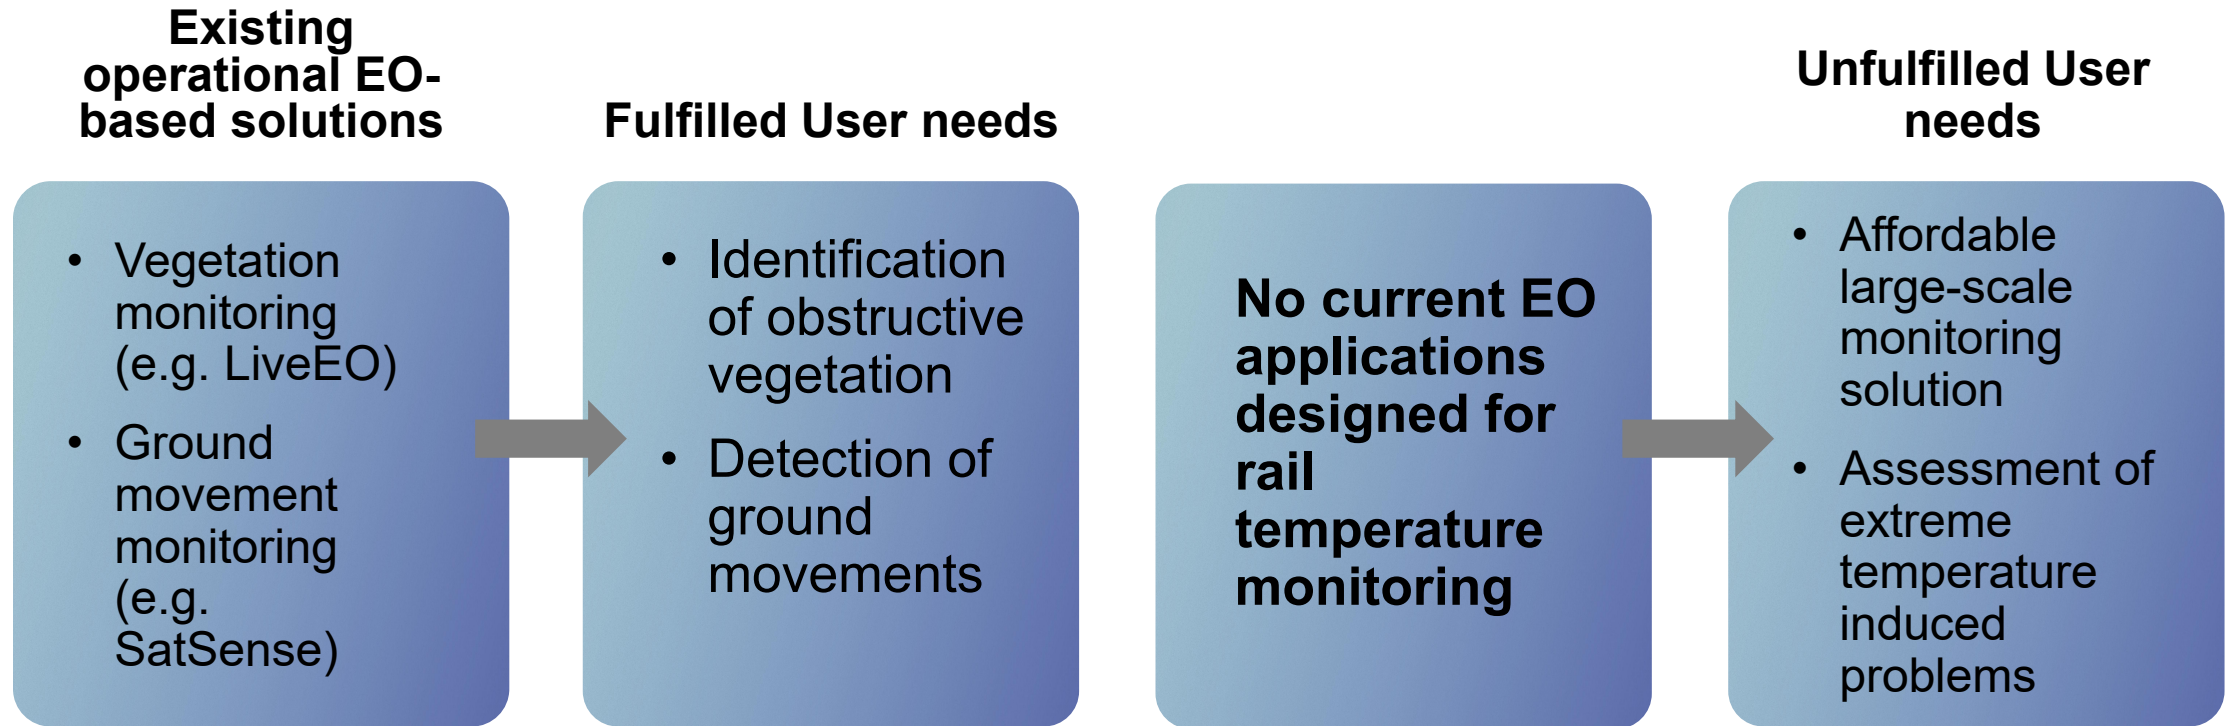 Existing
operational EO-
based solutions
Fulfilled User needs
Unfulfilled User
needs
• Vegetation
monitoring
(e.g. LiveEO)
• Ground
movement
monitoring
(e.g.
SatSense)
• Identification
of obstructive
vegetation
• Detection of
ground
movements
No current EO
applications
designed for
rail
temperature
monitoring
• Affordable
large-scale
monitoring
solution
• Assessment of
extreme
temperature
induced
problems